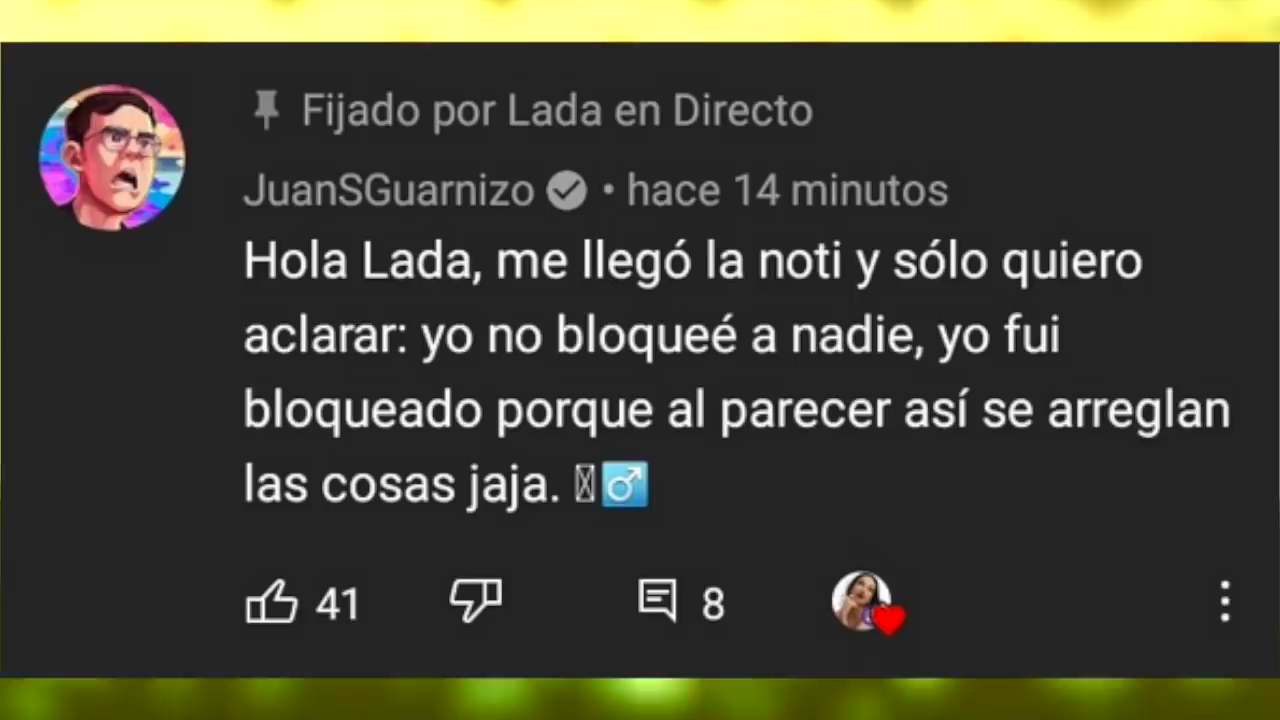 Fijado por Lada en Directo
JuanSGuarnizo • hace 14 minutos
Hola Lada, me llegó la noti y sólo quiero
aclarar: yo no bloqueé a nadie, yo fui
bloqueado porque al parecer así se arreglan
las cosas jaja. ♂️
41
8